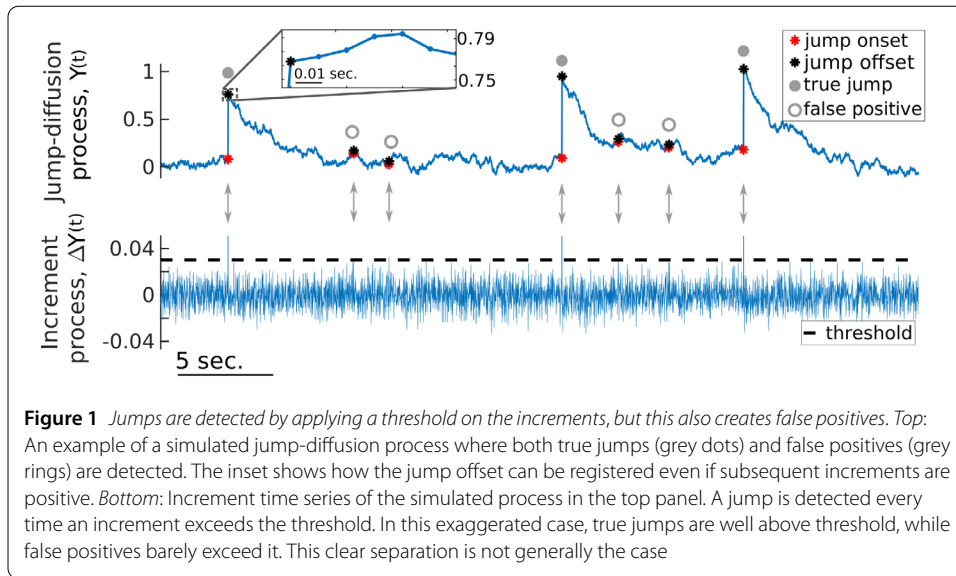 Jump-diffusion
process, Y(t)
1
0.5
0
0.01 sec.
0.79
0.75
jump onset
jump offset
true jump
false positive
Increment
process, ΔY(t)
0.04
0
-0.04
threshold
5 sec.
Figure 1 Jumps are detected by applying a threshold on the increments, but this also creates false positives. Top:
An example of a simulated jump-diffusion process where both true jumps (grey dots) and false positives (grey
rings) are detected. The inset shows how the jump offset can be registered even if subsequent increments are
positive. Bottom: Increment time series of the simulated process in the top panel. A jump is detected every
time an increment exceeds the threshold. In this exaggerated case, true jumps are well above threshold, while
false positives barely exceed it. This clear separation is not generally the case